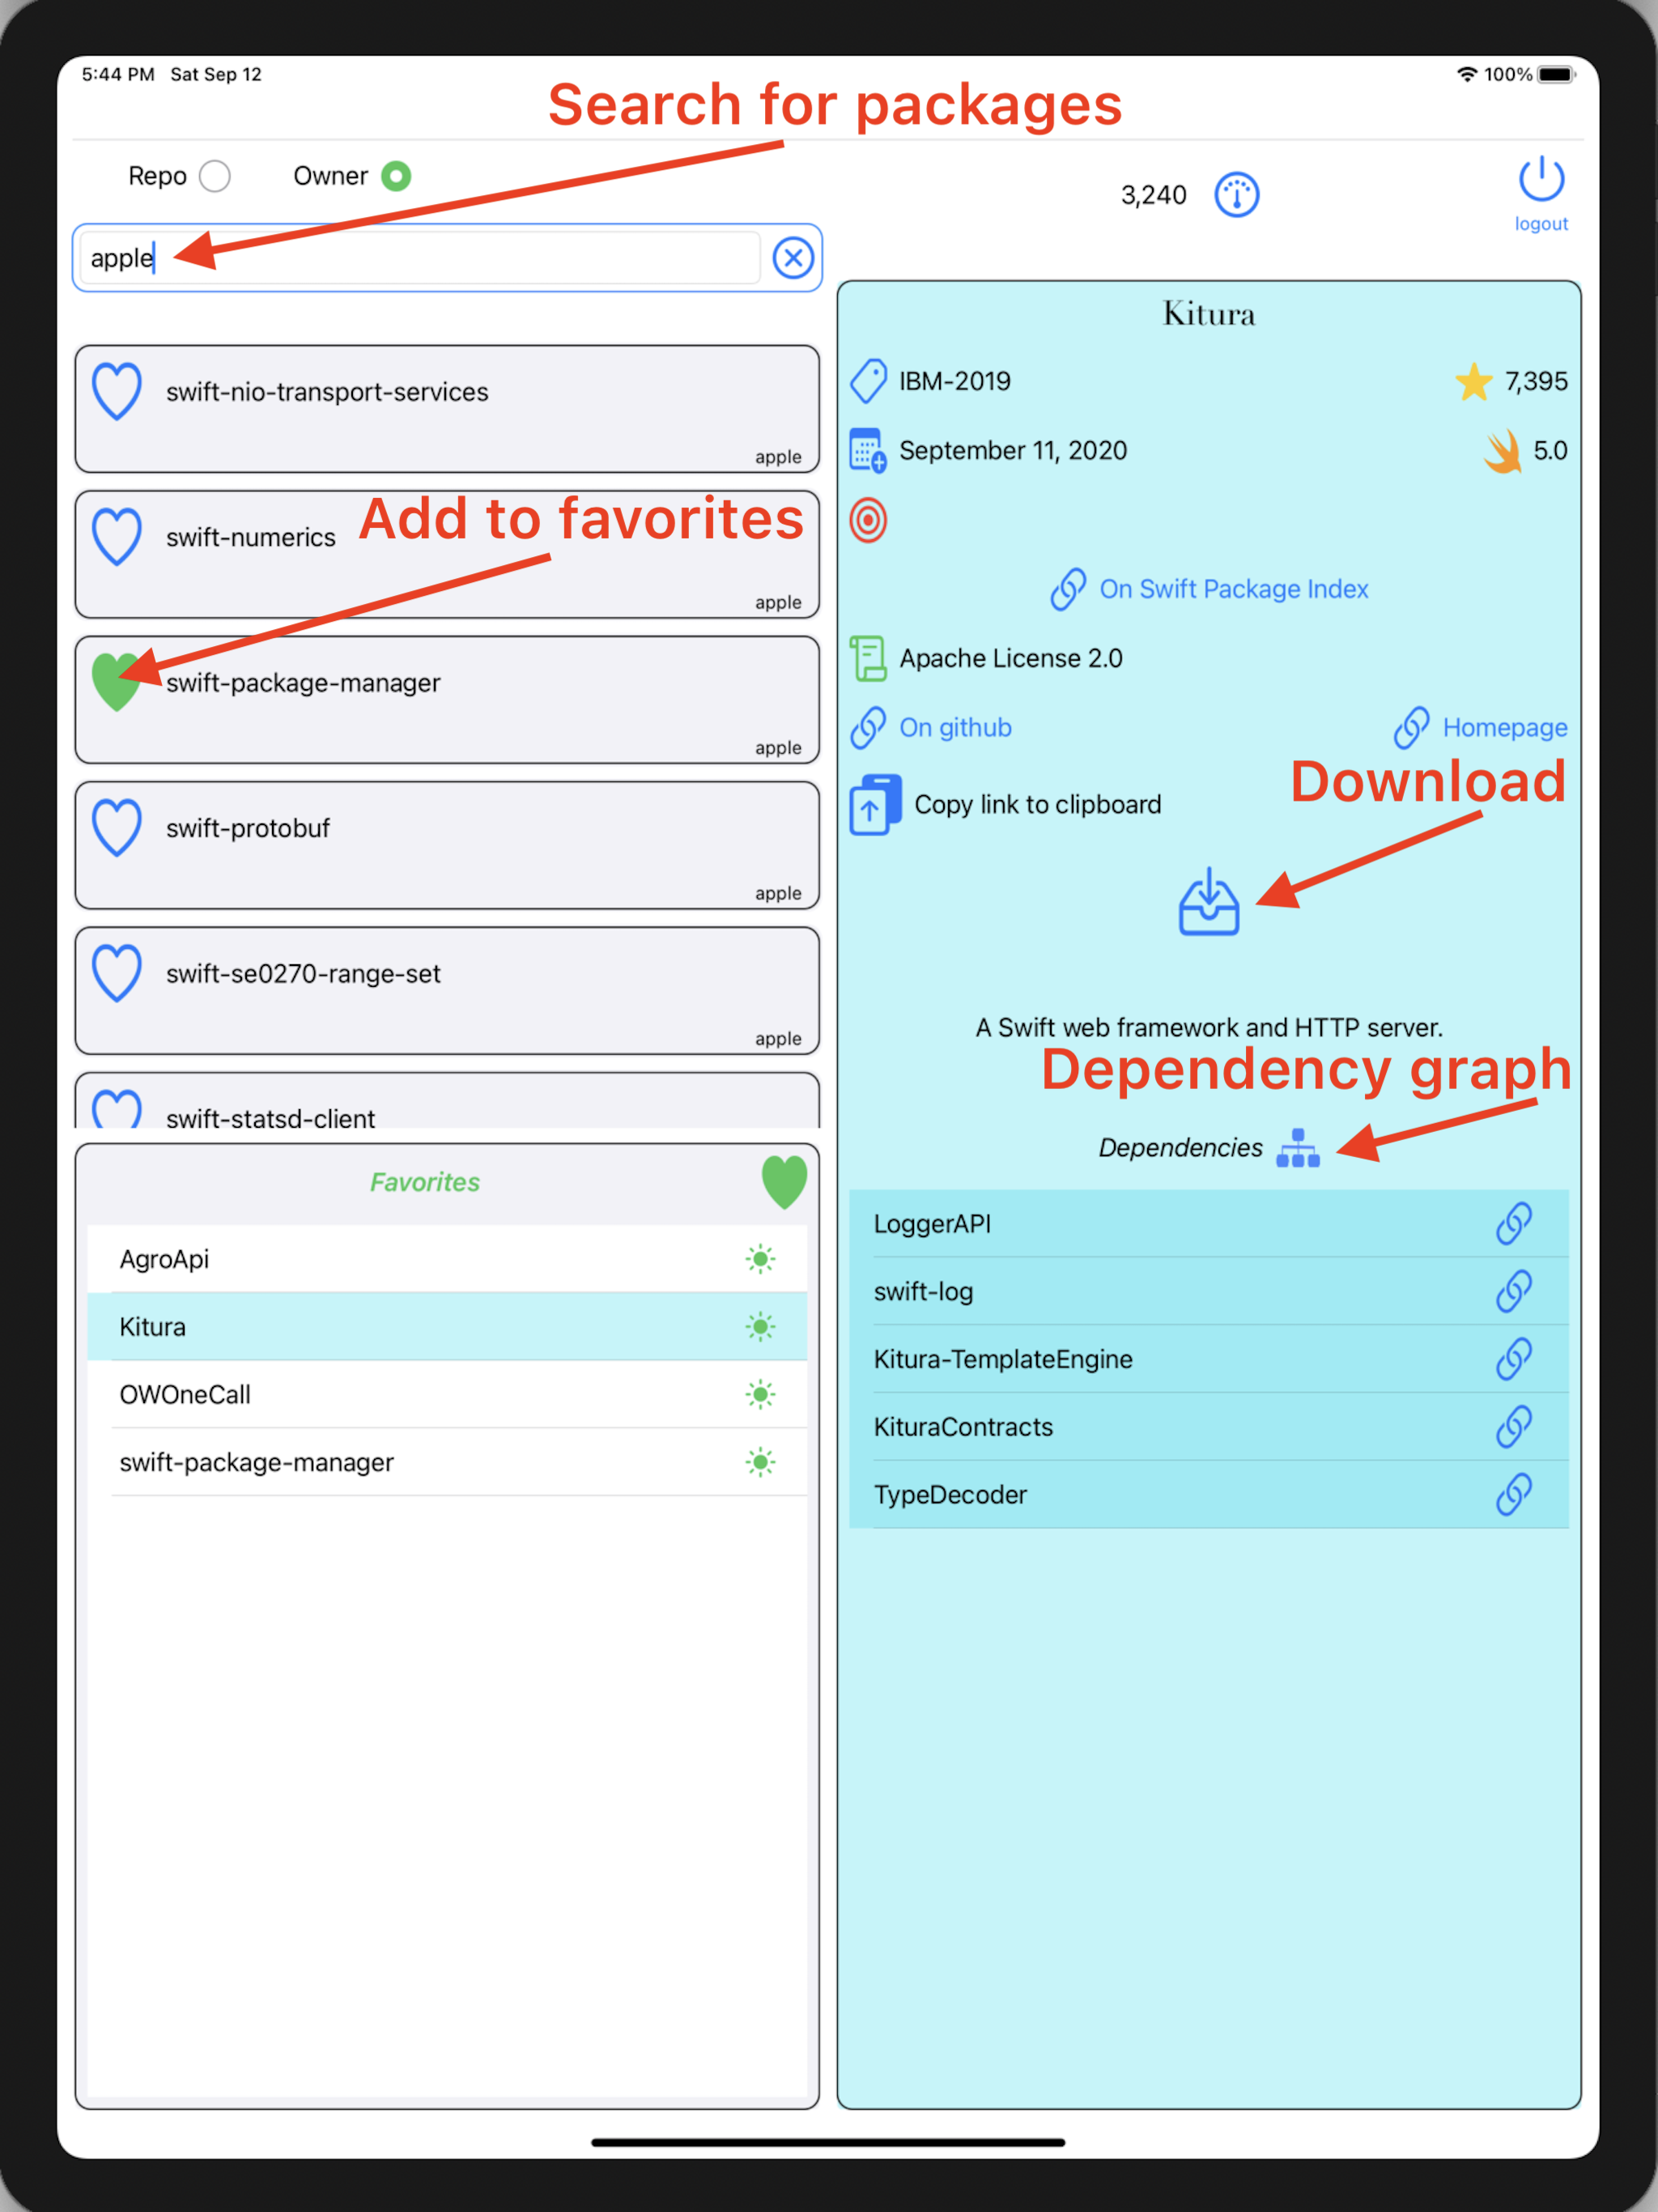 5:44 PM Sat Sep 12
100%
Search for packages
Repo
Owner
3,240
logout
apple
swift-nio-transport-services
apple
swift-numerics
Add to favorites
apple
swift-package-manager
apple
swift-protobuf
apple
swift-se0270-range-set
apple
swift-statsd-client
Favorites
AgroApi
Kitura
OWOneCall
swift-package-manager
Kitura
IBM-2019
7,395
September 11, 2020
5.0
On Swift Package Index
Apache License 2.0
On github
Homepage
Download
Copy link to clipboard
A Swift web framework and HTTP server.
Dependency graph
Dependencies
LoggerAPI
swift-log
Kitura-TemplateEngine
KituraContracts
TypeDecoder